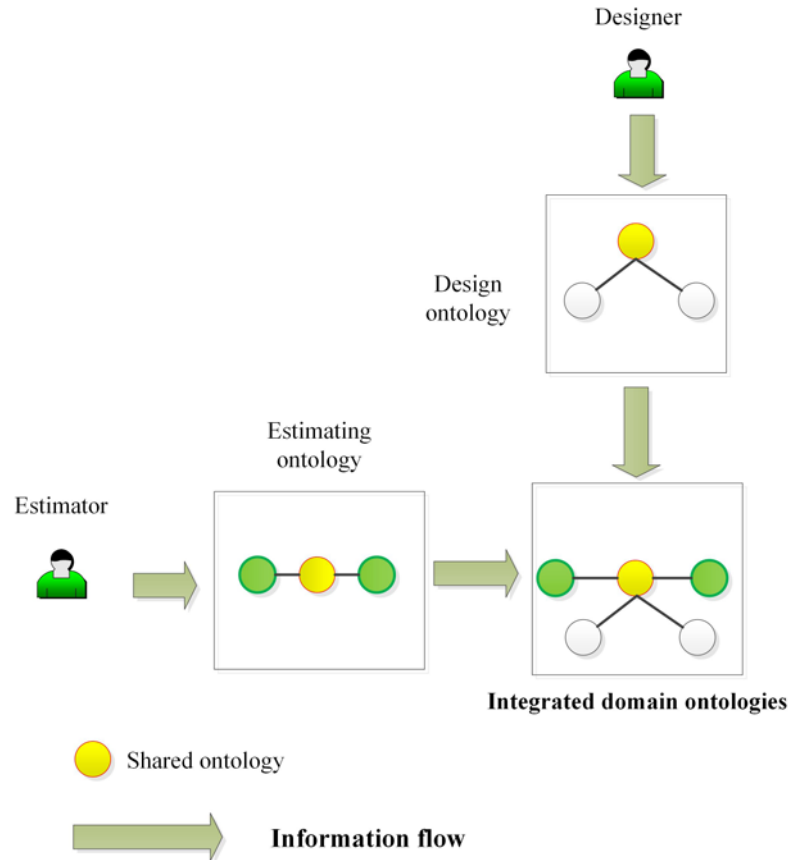 Designer
Design
ontology
Estimating
ontology
Estimator
Integrated domain ontologies
Shared ontology
Information flow